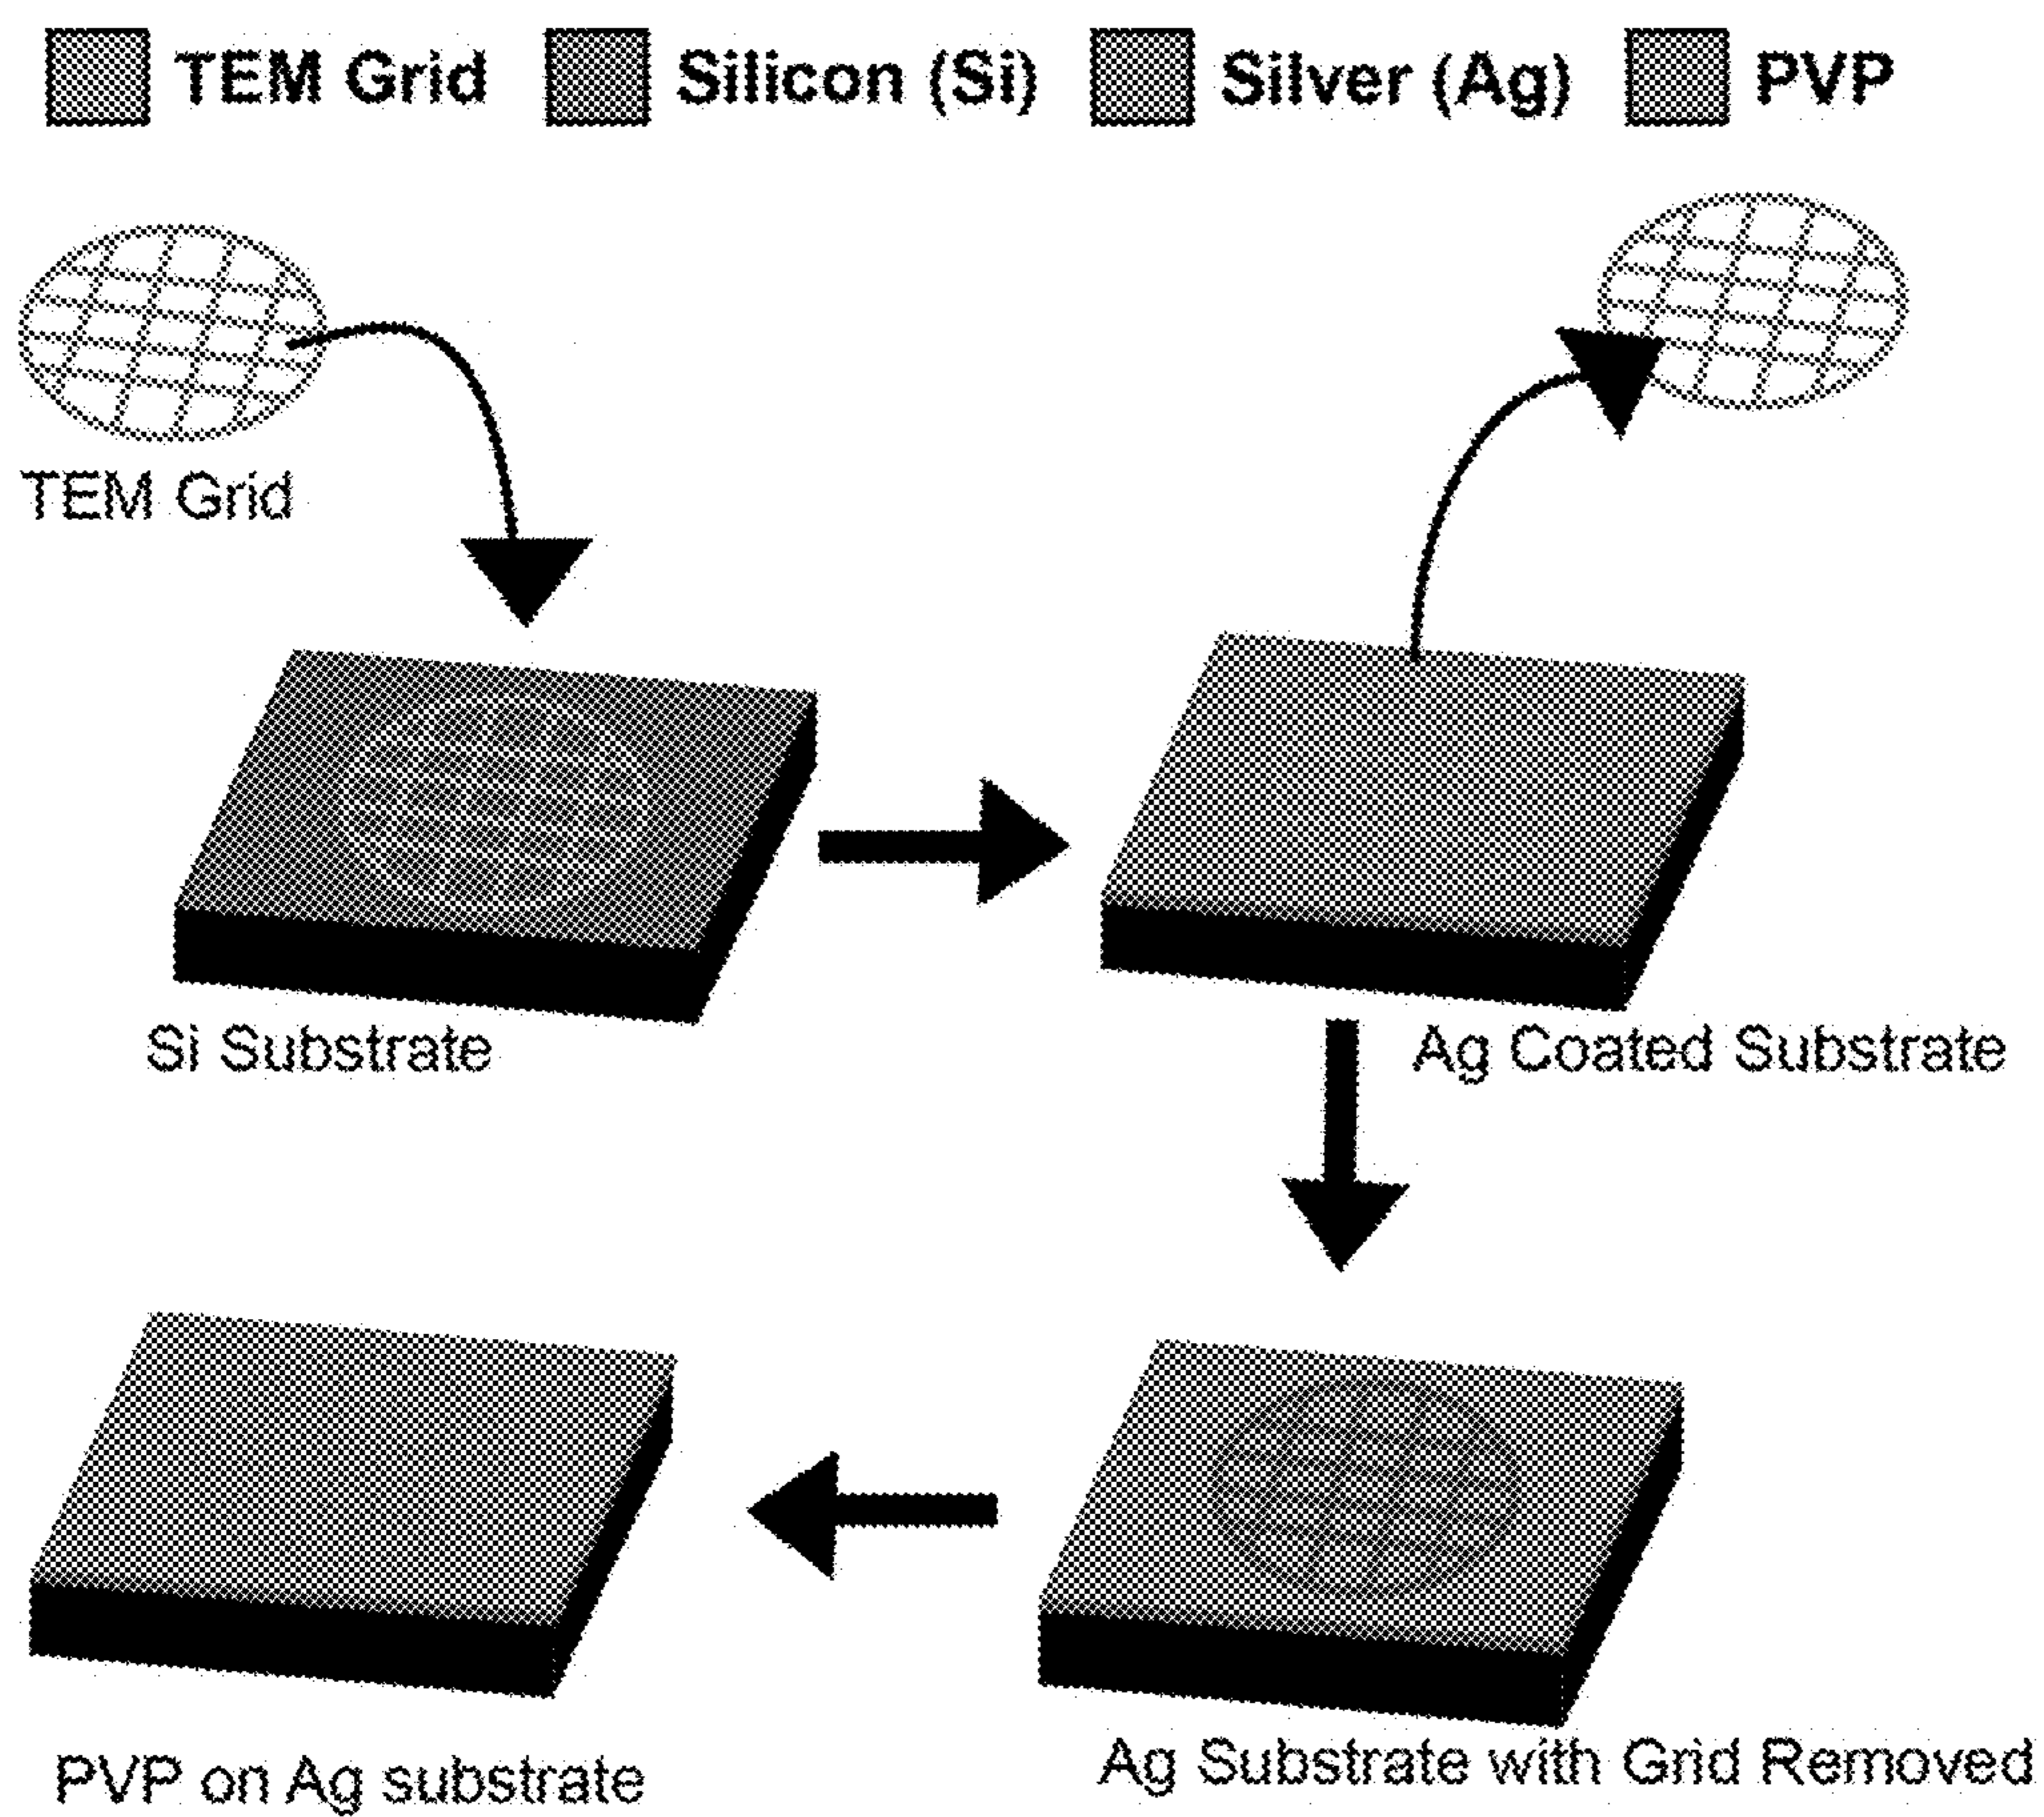 TEM Grid Silicon (Si) Silver (Ag) PVP
TEM Grid
Si Substrate
Ag Coated Substrate
PVP on Ag substrate
Ag Substrate with Grid Removed